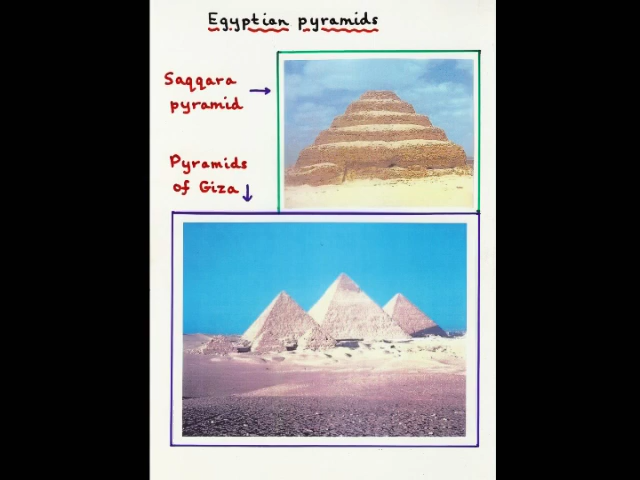 Egyptian pyramids
Saqqara
pyramid
Pyramids
of Giza